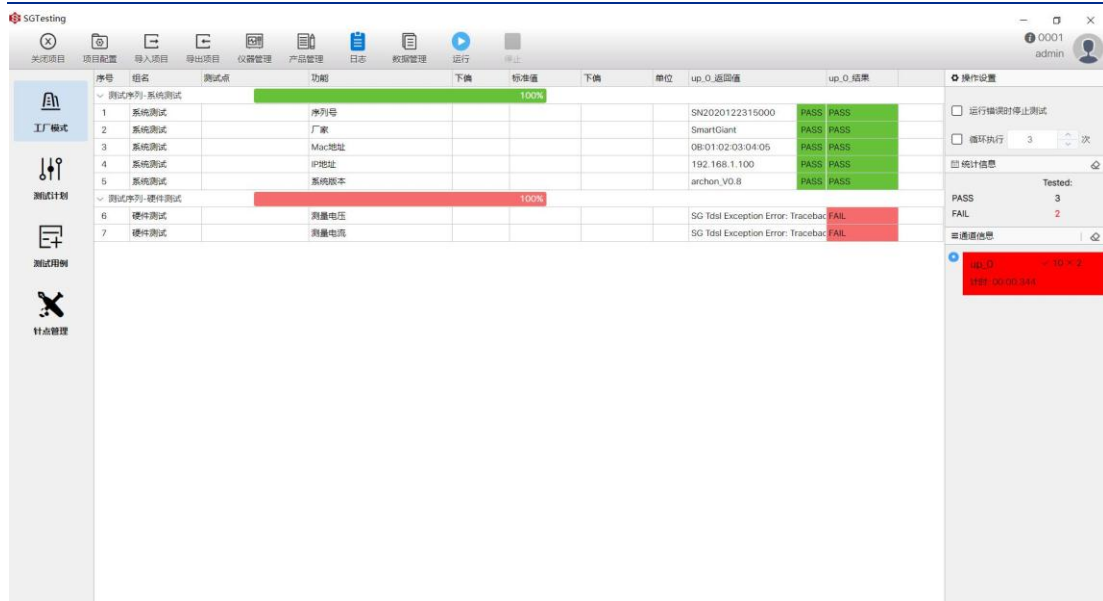 SGTesting
0001
admin
关闭项目 项目配置 导入项目 导出项目 仪器管理 产品管理 日志 数据管理 运行 停止
序号 组名 测试点 功能 下偏 标准值 下偏 单位 up_0_返回值 up_0_结果
测试序列-系统测试 100%
1 系统测试 序列号 SN2020122315000 PASS PASS
2 系统测试 厂家 SmartGiant PASS PASS
3 系统测试 Mac地址 0B:01:02:03:04:05 PASS PASS
4 系统测试 IP地址 192.168.1.100 PASS PASS
5 系统测试 系统版本 archon_V0.8 PASS PASS
测试序列-硬件测试 100%
6 硬件测试 测量电压 SG Tdsl Exception Error: Tracebac FAIL
7 硬件测试 测量电流 SG Tdsl Exception Error: Tracebac FAIL
工厂模式
测试计划
测试用例
针点管理
操作设置
运行错误时停止测试
循环执行 3 次
统计信息
Tested:
PASS 3
FAIL 2
通道信息
up_0 ✓ 10 × 2
计时: 00:00.344